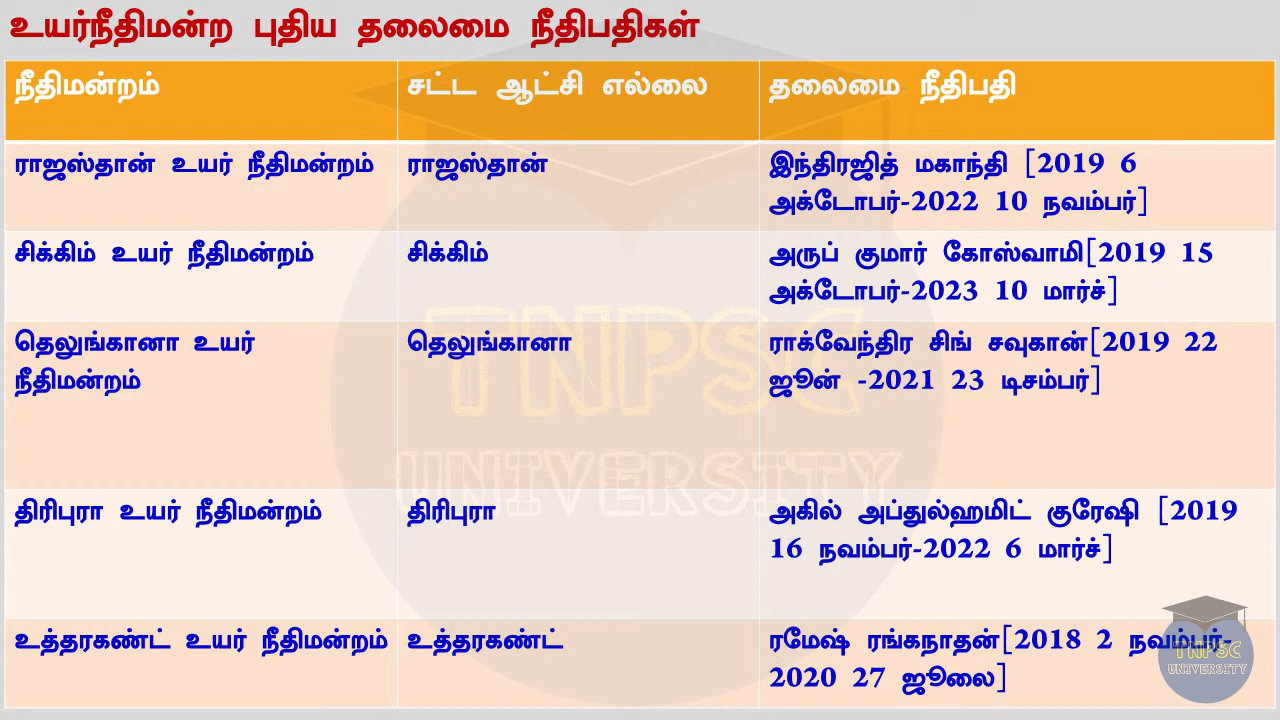 உயர்நீதிமன்ற புதிய தலைமை நீதிபதிகள்
நீதிமன்றம் சட்ட ஆட்சி எல்லை தலைமை நீதிபதி
ராஜஸ்தான் உயர் நீதிமன்றம் ராஜஸ்தான் இந்திரஜித் மகாந்தி [2019 6
அக்டோபர்-2022 10 நவம்பர்]
சிக்கிம் உயர் நீதிமன்றம் சிக்கிம் அருப் குமார் கோஸ்வாமி[2019 15
அக்டோபர்-2023 10 மார்ச்]
தெலுங்கானா உயர் தெலுங்கானா ராக்வேந்திர சிங் சவுகான்[2019 22
நீதிமன்றம் ஜூன் -2021 23 டிசம்பர்]
திரிபுரா உயர் நீதிமன்றம் திரிபுரா அகில் அப்துல்ஹமிட் குரேஷி [2019
16 நவம்பர்-2022 6 மார்ச்]
உத்தரகண்ட் உயர் நீதிமன்றம் உத்தரகண்ட் ரமேஷ் ரங்கநாதன்[2018 2 நவம்பர்-
2020 27 ஜூலை]
TNPSC
UNIVERSITY
TNPSC
UNIVERSITY